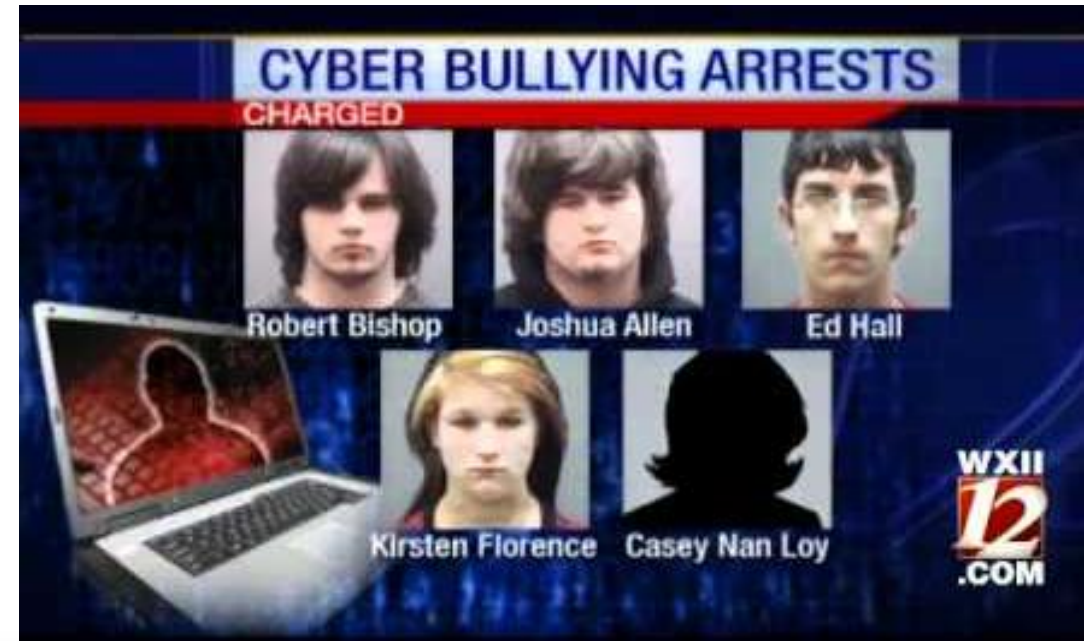 CYBER BULLYING ARRESTS
CHARGED
Robert Bishop
Joshua Allen
Ed Hall
Kirsten Florence
Casey Nan Loy
WXII
12
.COM